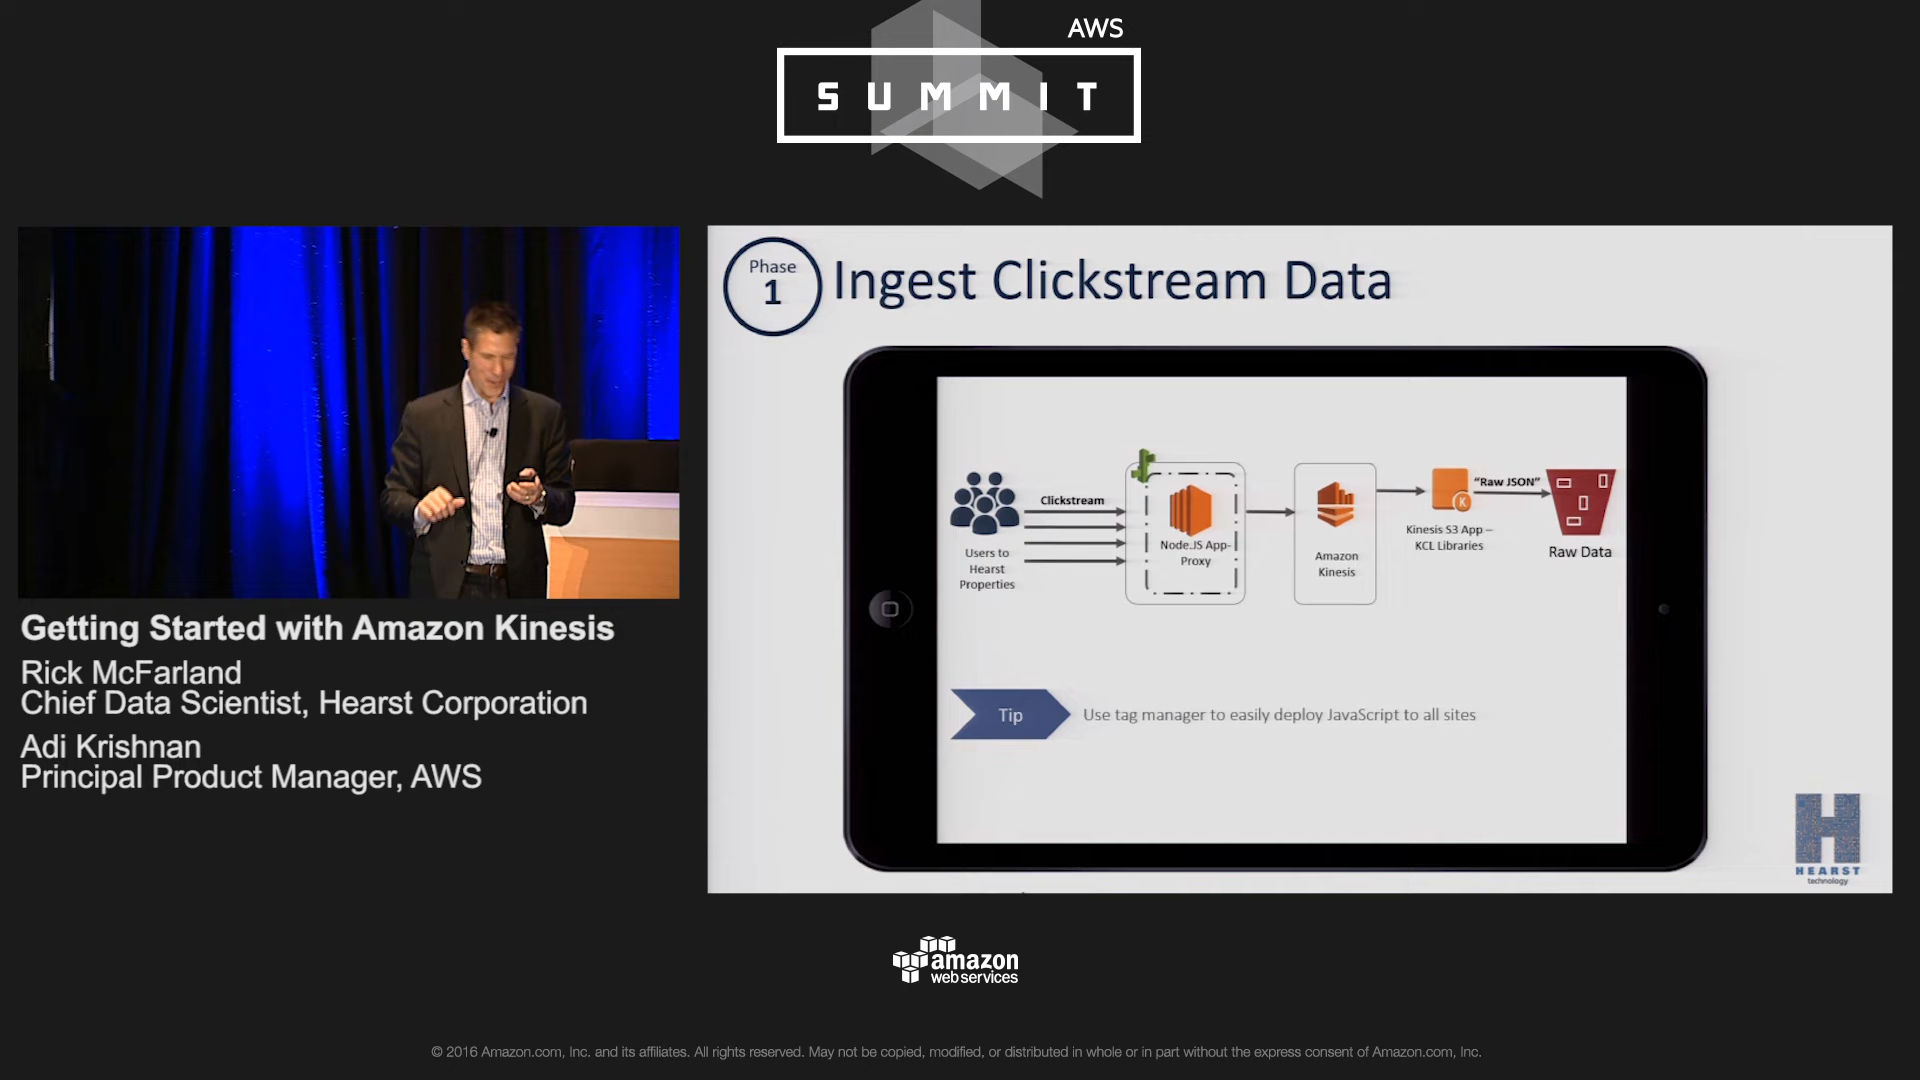 AWS
SUMMIT
Phase
1
Ingest Clickstream Data
Clickstream
Users to
Hearst
Properties
Node.JS App-
Proxy
Amazon
Kinesis
Kinesis S3 App –
KCL Libraries
"Raw JSON"
Raw Data
K
Tip
Use tag manager to easily deploy JavaScript to all sites
H
HEARST
technology
Getting Started with Amazon Kinesis
Rick McFarland
Chief Data Scientist, Hearst Corporation
Adi Krishnan
Principal Product Manager, AWS
amazon
webservices
© 2016 Amazon.com, Inc. and its affiliates. All rights reserved. May not be copied, modified, or distributed in whole or in part without the express consent of Amazon.com, Inc.